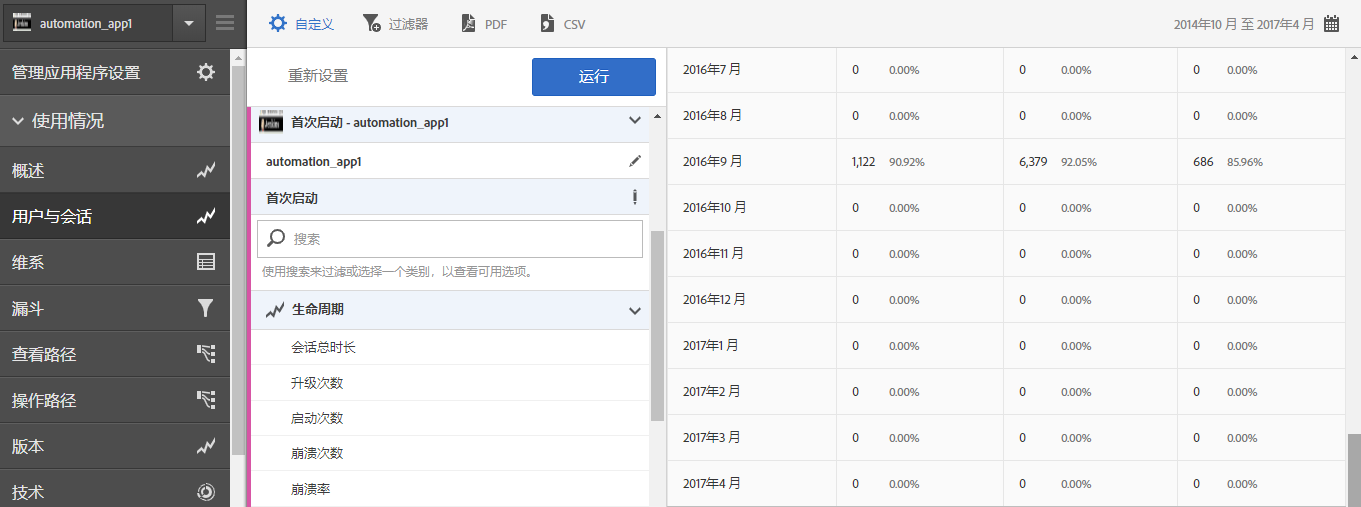 automation_app1
自定义 过滤器 PDF CSV 2014年10 月 至 2017年4 月
管理应用程序设置
使用情况
概述
用户与会话
维系
漏斗
查看路径
操作路径
版本
技术
重新设置 运行
首次启动 - automation_app1
automation_app1
首次启动
搜索
使用搜索来过滤或选择一个类别，以查看可用选项。
生命周期
会话总时长
升级次数
启动次数
崩溃次数
崩溃率
2016年7 月 0 0.00% 0 0.00% 0 0.00%
2016年8 月 0 0.00% 0 0.00% 0 0.00%
2016年9 月 1,122 90.92% 6,379 92.05% 686 85.96%
2016年10 月 0 0.00% 0 0.00% 0 0.00%
2016年11 月 0 0.00% 0 0.00% 0 0.00%
2016年12 月 0 0.00% 0 0.00% 0 0.00%
2017年1 月 0 0.00% 0 0.00% 0 0.00%
2017年2 月 0 0.00% 0 0.00% 0 0.00%
2017年3 月 0 0.00% 0 0.00% 0 0.00%
2017年4 月 0 0.00% 0 0.00% 0 0.00%